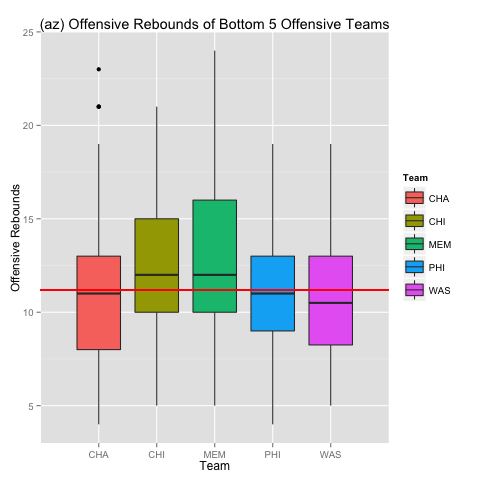 (az) Offensive Rebounds of Bottom 5 Offensive Teams
25
20
15
10
5
Offensive Rebounds
CHA CHI MEM PHI WAS
Team
Team
CHA
CHI
MEM
PHI
WAS